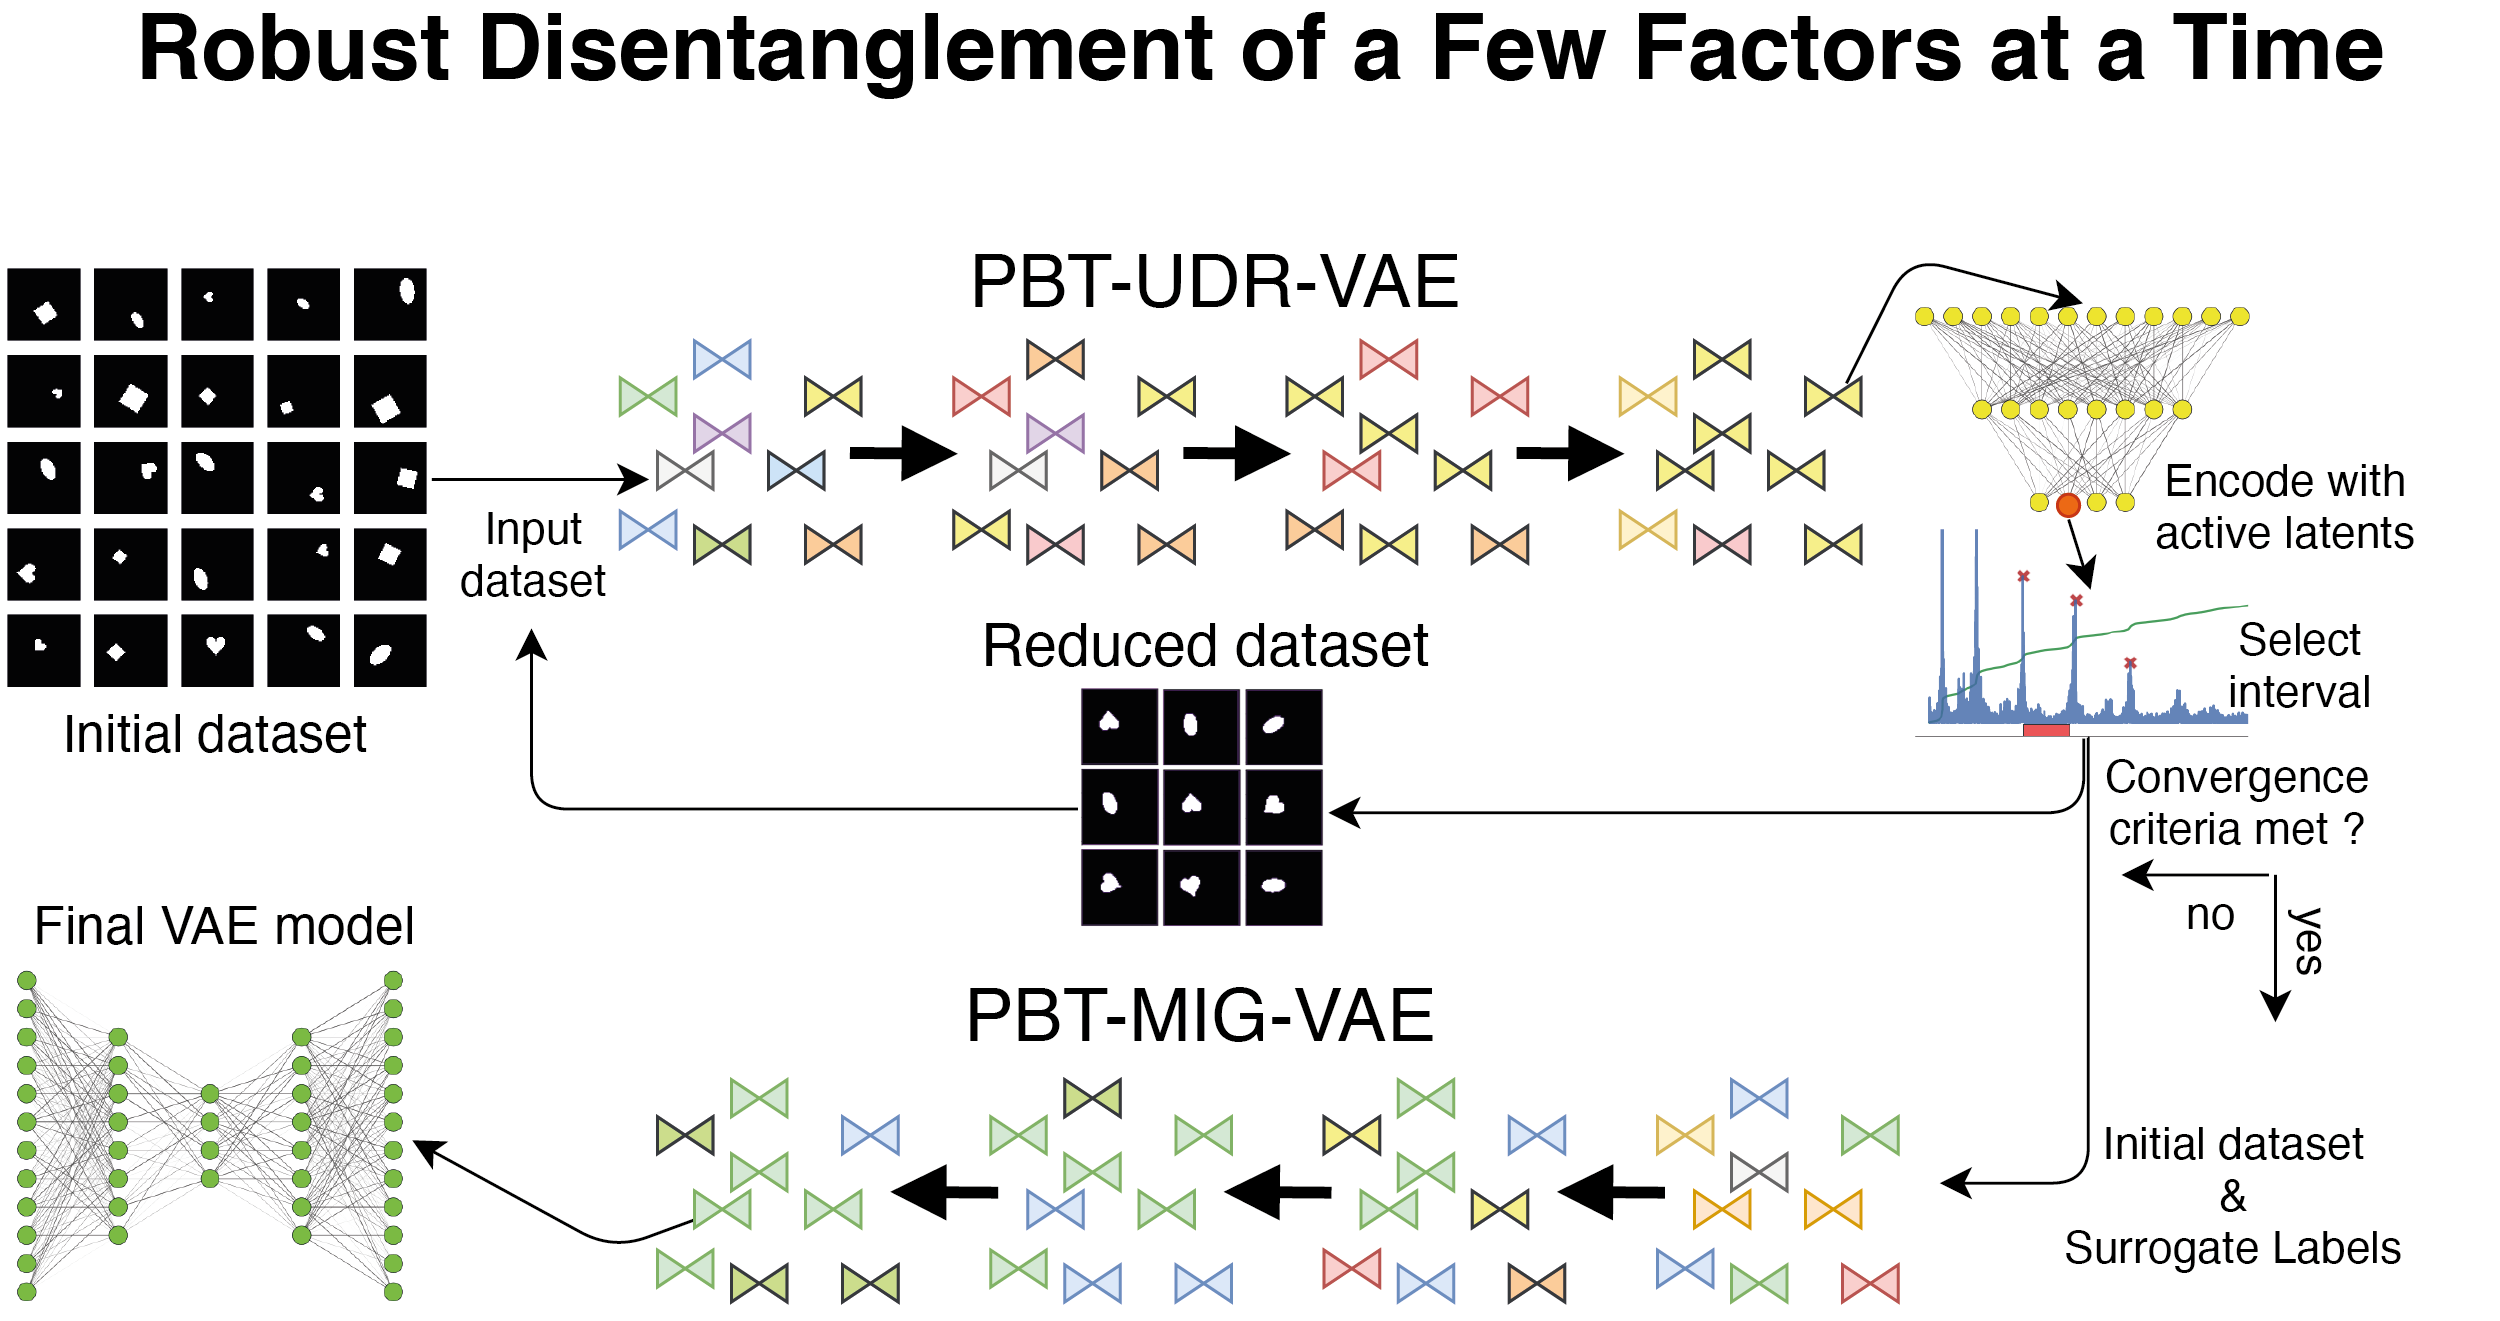 Robust Disentanglement of a Few Factors at a Time
PBT-UDR-VAE
Input
dataset
Encode with
active latents
Select
interval
Initial dataset
Reduced dataset
Convergence
criteria met ?
no
yes
Final VAE model
PBT-MIG-VAE
Initial dataset
&
Surrogate Labels